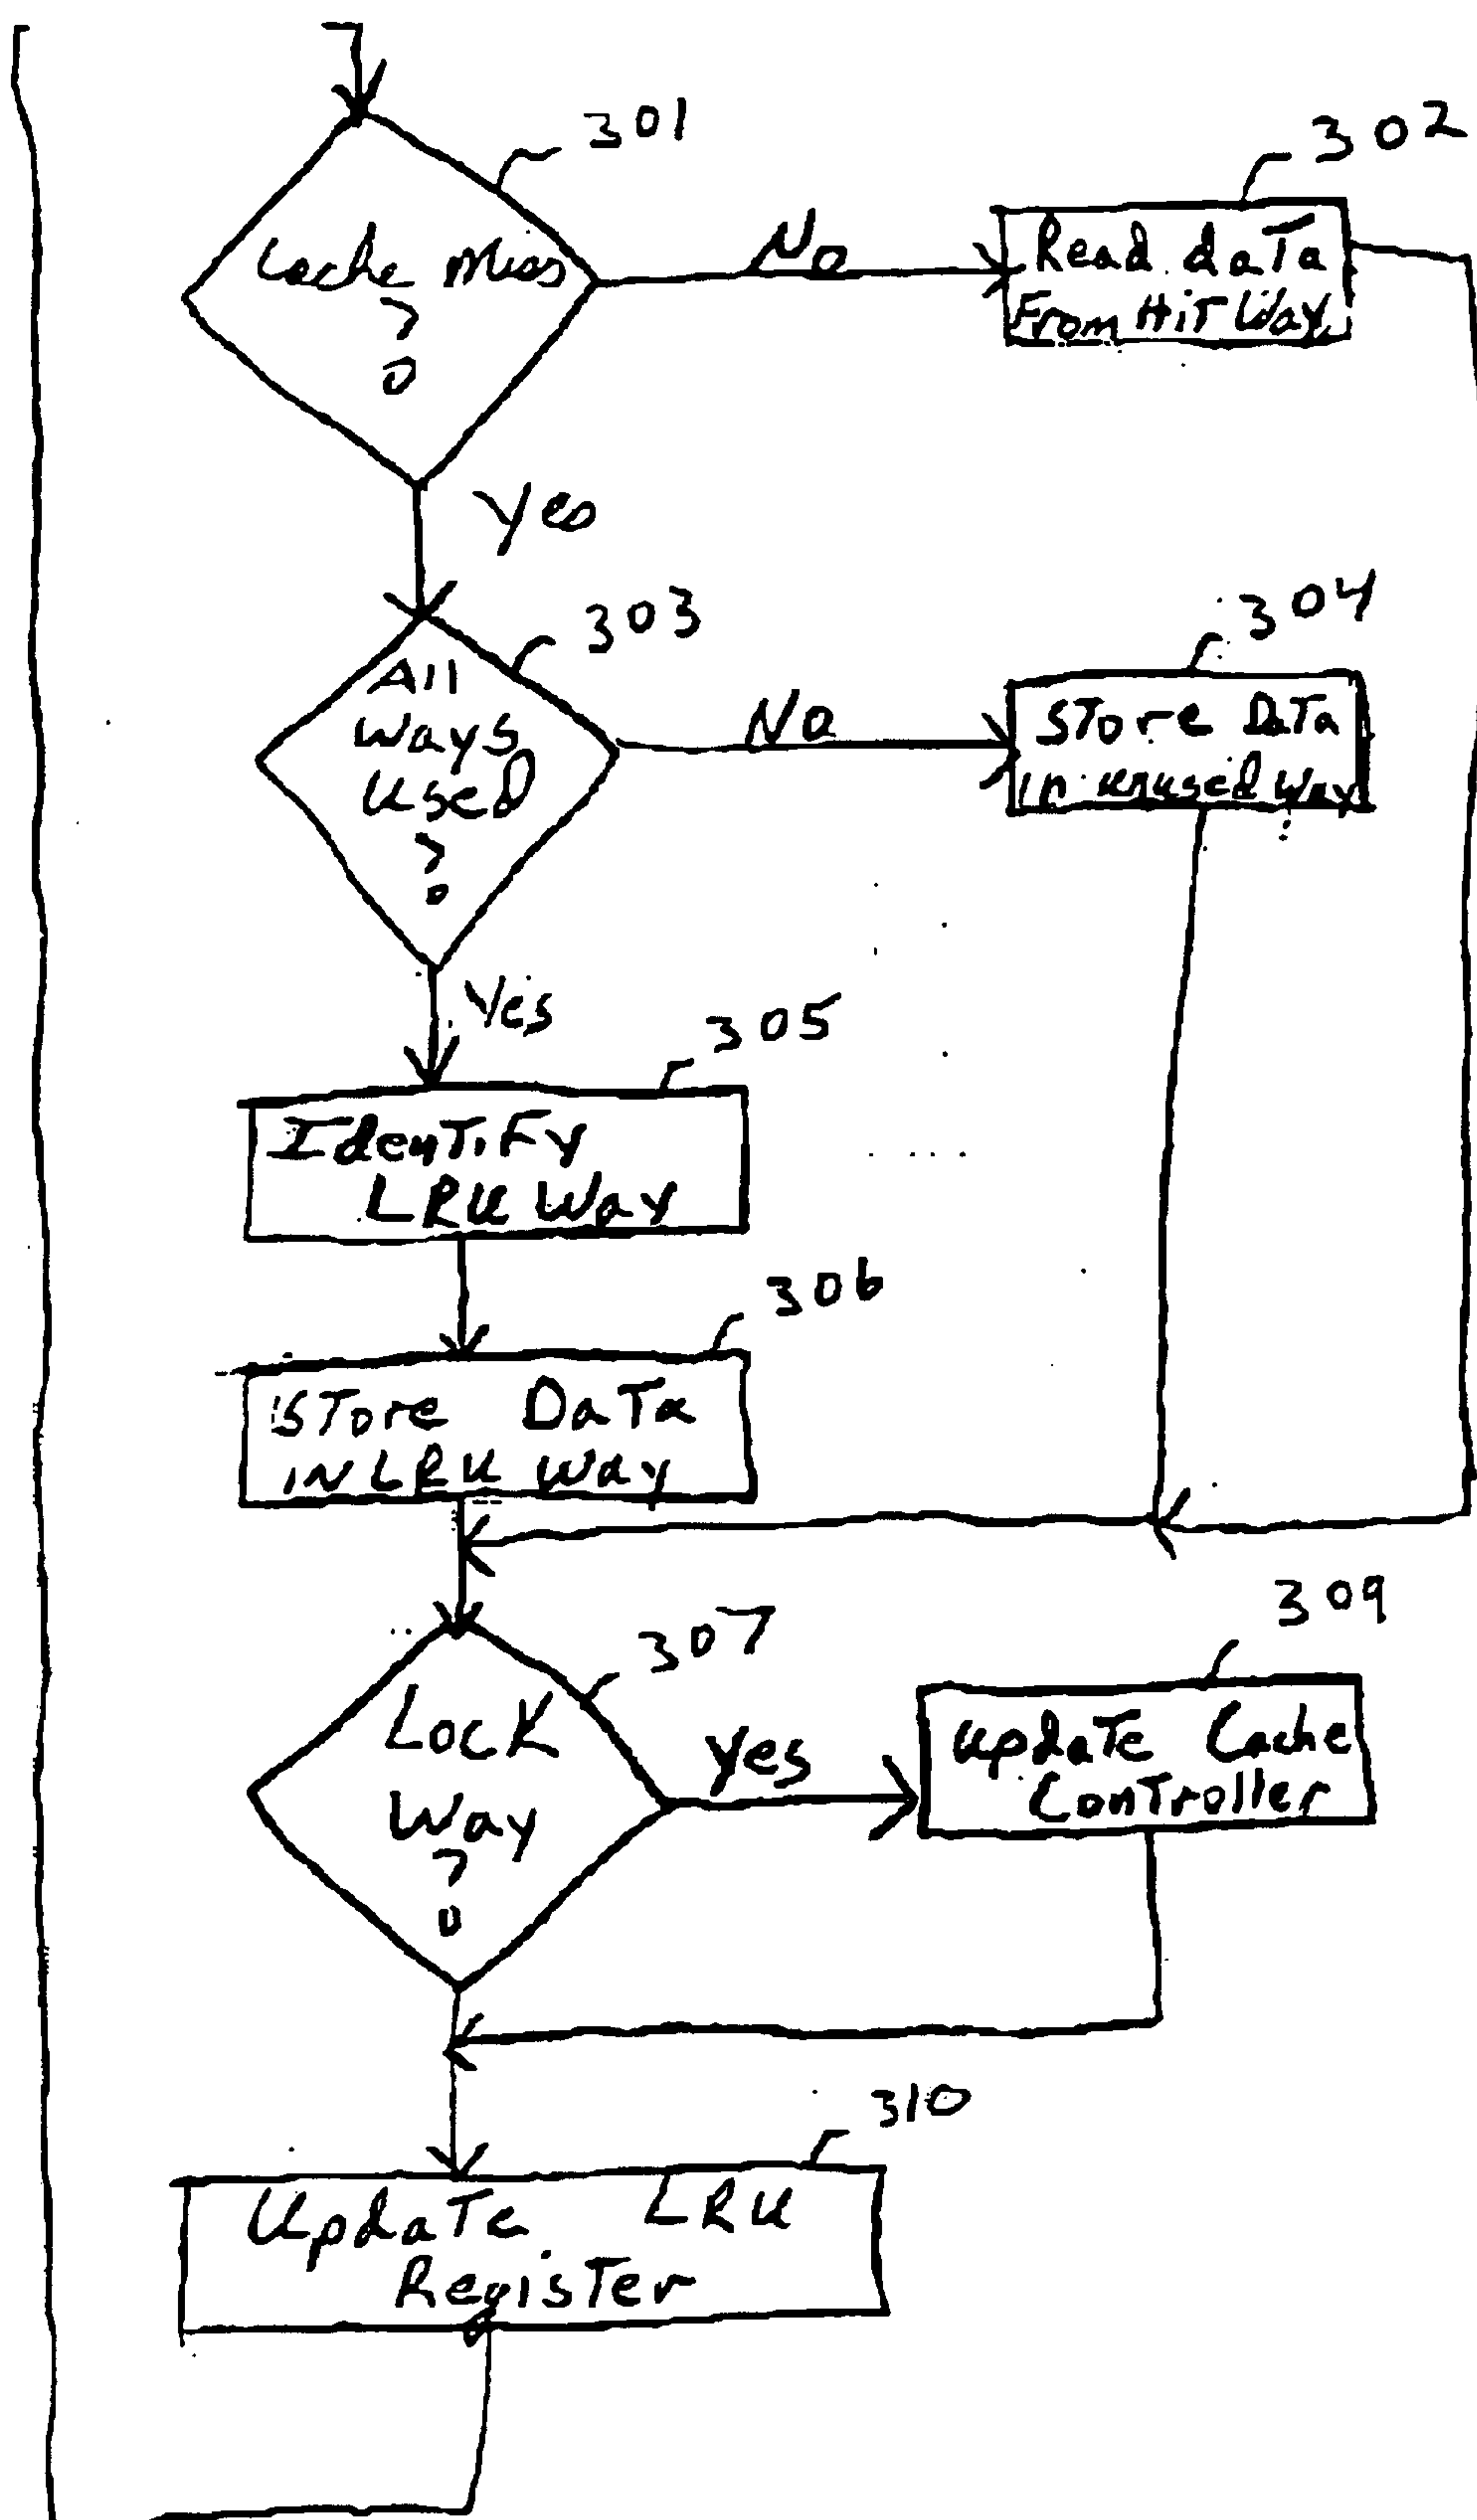 301
302
Cache Miss
?
No
Read data
From Hit Way
Yes
303
304
All
Ways
Used
?
No
Store Data
in unused way
Yes
305
Identify
LRU Way
306
Store Data
in LRU way
307
309
Lock
Way
?
Yes
Update Cache
Controller
310
Update LRU
Register